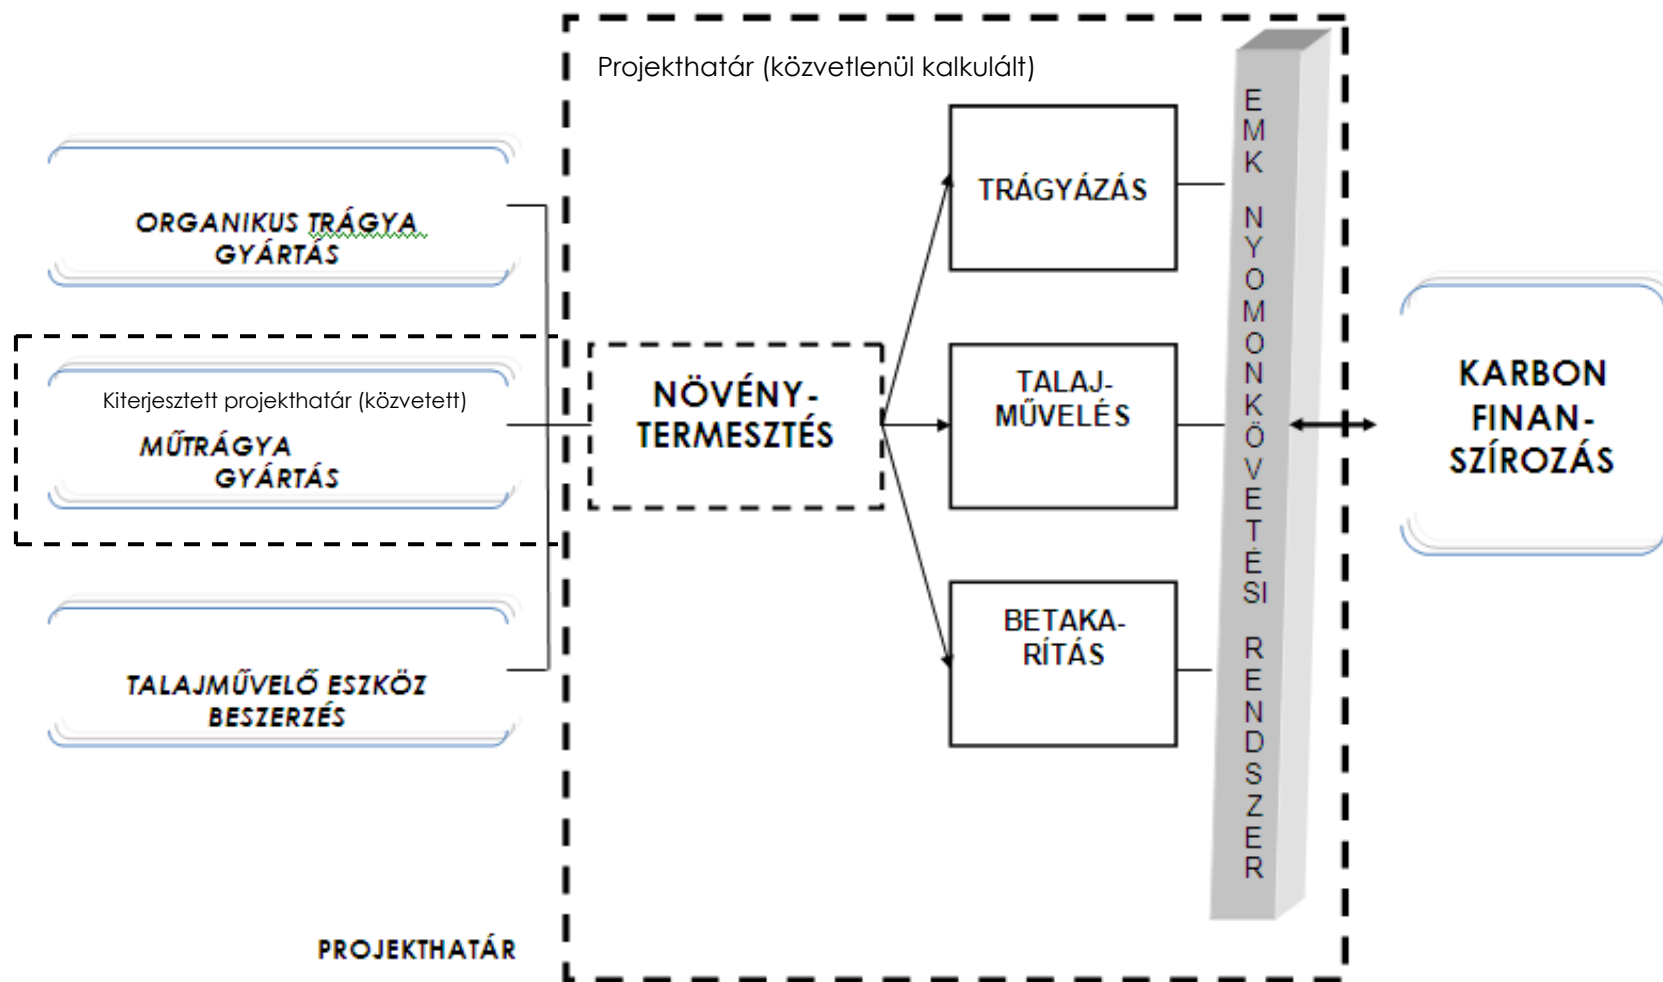 Projekthatár (közvetlenül kalkulált)
ORGANIKUS TRÁGYA
GYÁRTÁS
Kiterjesztett projekthatár (közvetett)
MŰTRÁGYA
GYÁRTÁS
TALAJMŰVELŐ ESZKÖZ
BESZERZÉS
NÖVÉNY-
TERMESZTÉS
TRÁGYÁZÁS
TALAJ-
MŰVELÉS
BETAKA-
RÍTÁS
EMK NYOMONKÖVETÉSI RENDSZER
KARBON
FINAN-
SZÍROZÁS
PROJEKTHATÁR